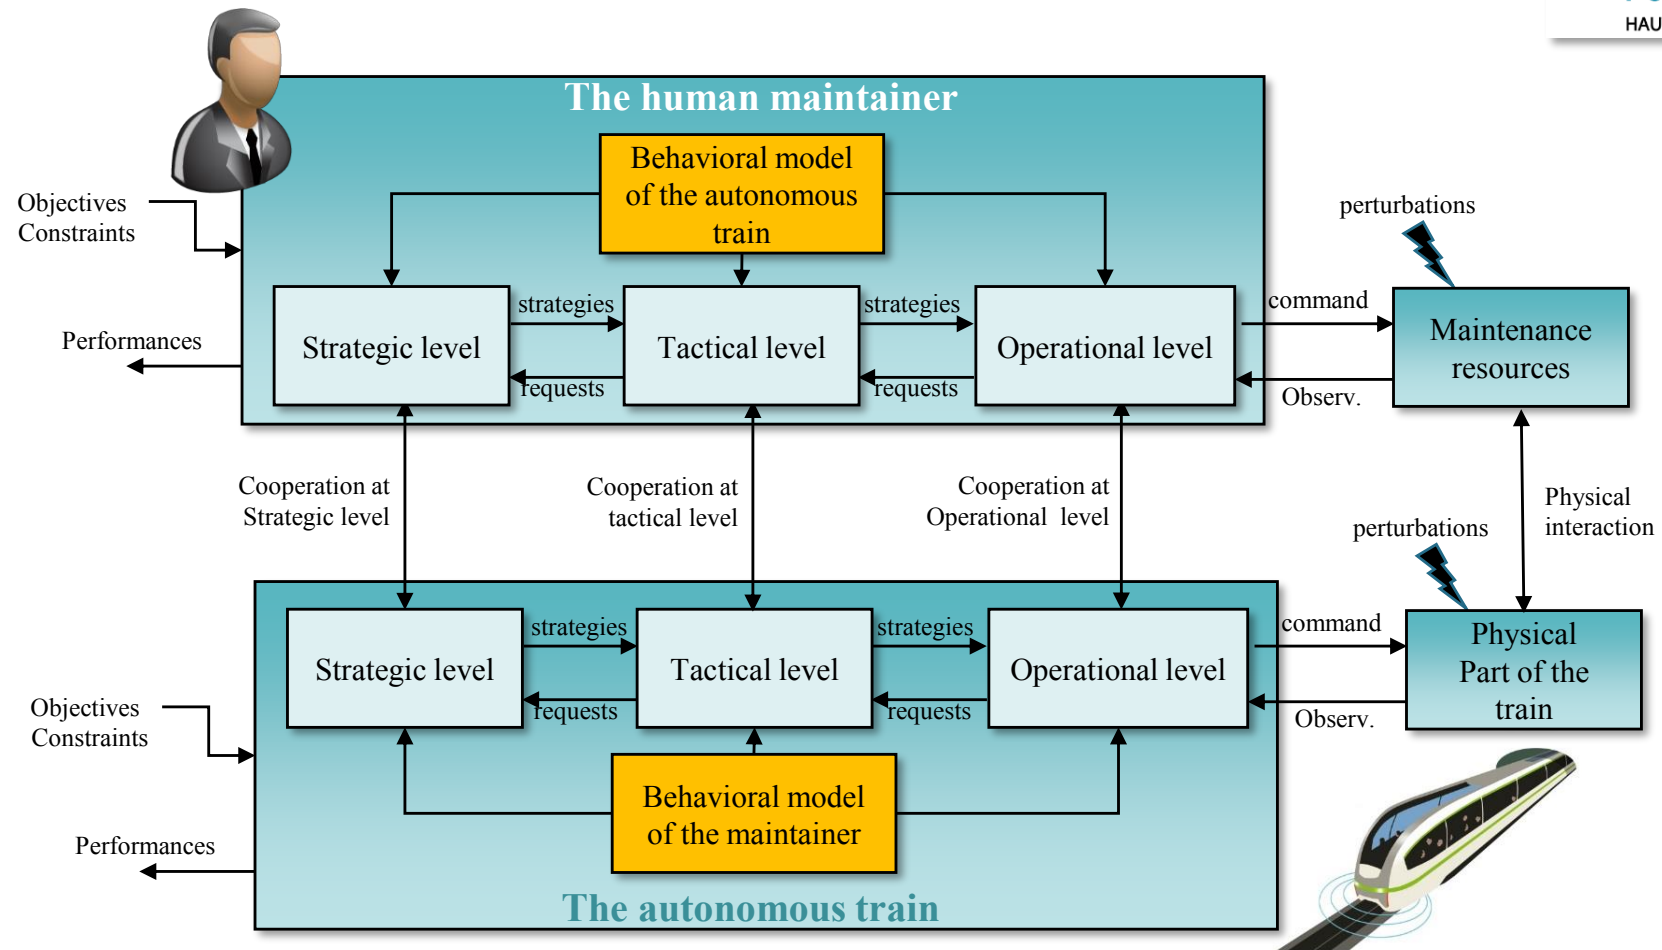 HAU
The human maintainer
Behavioral model
of the autonomous
train
Objectives
Constraints
perturbations
strategies
strategies
command
Strategic level
Tactical level
Operational level
Maintenance
resources
Performances
requests
requests
Observ.
Cooperation at
Strategic level
Cooperation at
tactical level
Cooperation at
Operational level
Physical
interaction
perturbations
strategies
strategies
command
Strategic level
Tactical level
Operational level
Physical
Part of the
train
requests
requests
Observ.
Objectives
Constraints
Behavioral model
of the maintainer
Performances
The autonomous train